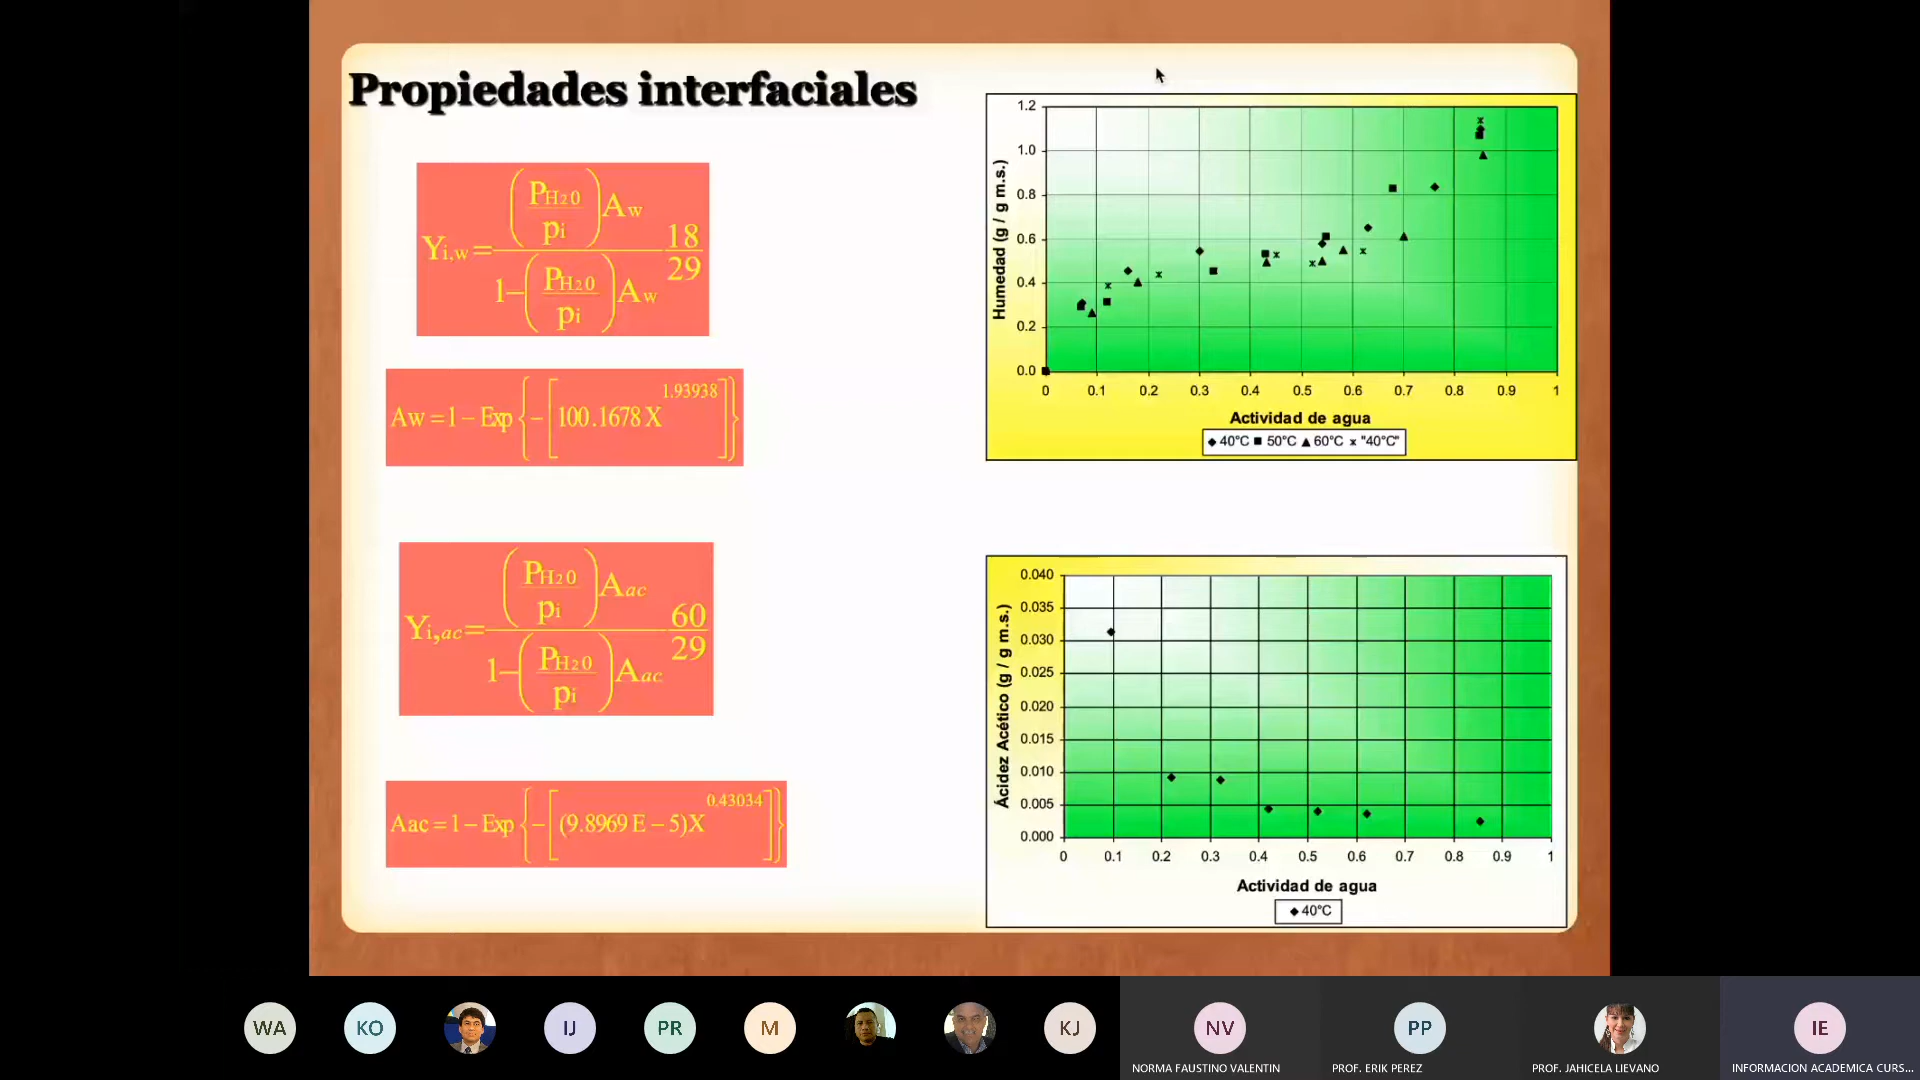 Propiedades interfaciales
Yi,w=((PH20/pi)Aw)/(1-(PH20/pi)Aw) 18/29
Aw=1-Exp{-[100.1678X^1.93938]}
Yi,ac=((PH20/pi)Aac)/(1-(PH20/pi)Aac) 60/29
Aac=1-Exp{-[(9.8969E-5)X^0.43034]}
Humedad (g / g m.s.)
1.2
1.0
0.8
0.6
0.4
0.2
0.0
0 0.1 0.2 0.3 0.4 0.5 0.6 0.7 0.8 0.9 1
Actividad de agua
40°C 50°C 60°C "40°C"
Ácidez Acético (g / g m.s.)
0.040
0.035
0.030
0.025
0.020
0.015
0.010
0.005
0.000
0 0.1 0.2 0.3 0.4 0.5 0.6 0.7 0.8 0.9 1
Actividad de agua
40°C
WA KO IJ PR M KJ NV PP IE
NORMA FAUSTINO VALENTIN PROF. ERIK PEREZ PROF. JAHICELA LIEVANO INFORMACION ACADEMICA CURS...